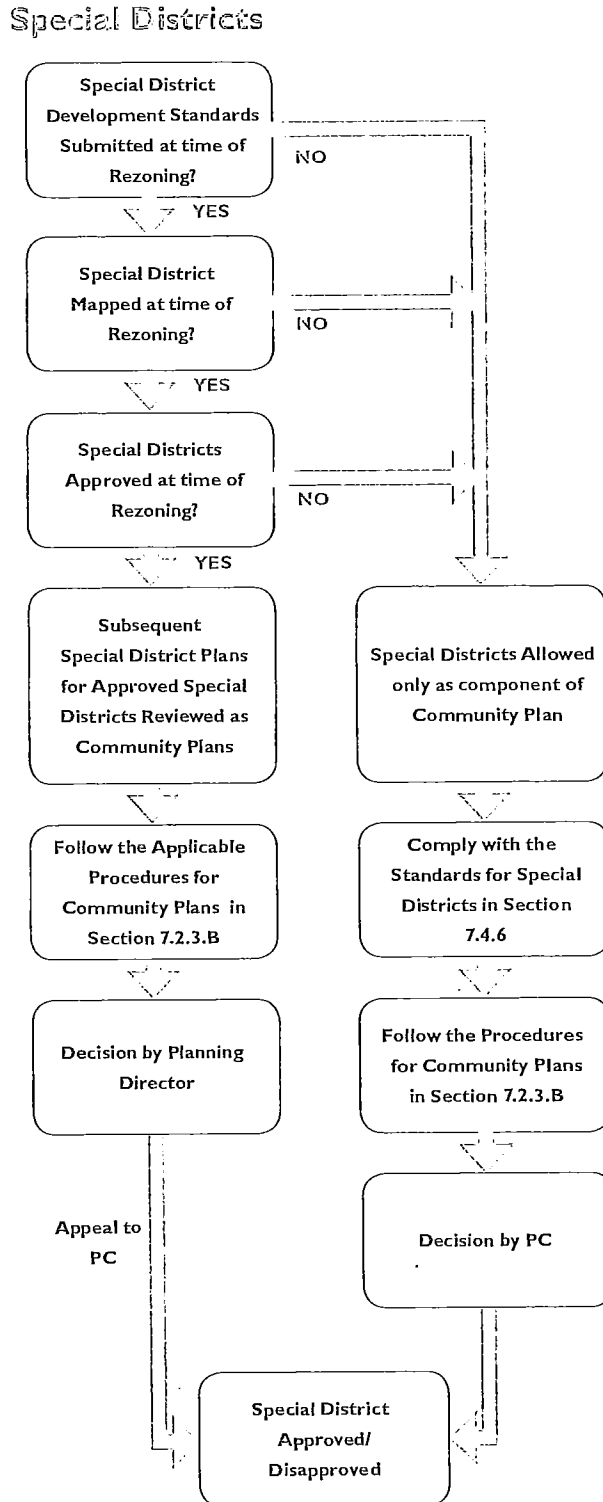 Special Districts
Special District
Development Standards
Submitted at time of
Rezoning?
NO
YES
Special District
Mapped at time of
Rezoning?
NO
YES
Special Districts
Approved at time of
Rezoning?
NO
YES
Subsequent
Special District Plans
for Approved Special
Districts Reviewed as
Community Plans
Special Districts Allowed
only as component of
Community Plan
Follow the Applicable
Procedures for
Community Plans in
Section 7.2.3.B
Comply with the
Standards for Special
Districts in Section
7.4.6
Decision by Planning
Director
Follow the Procedures
for Community Plans
in Section 7.2.3.B
Appeal to
PC
Decision by PC
Special District
Approved/
Disapproved